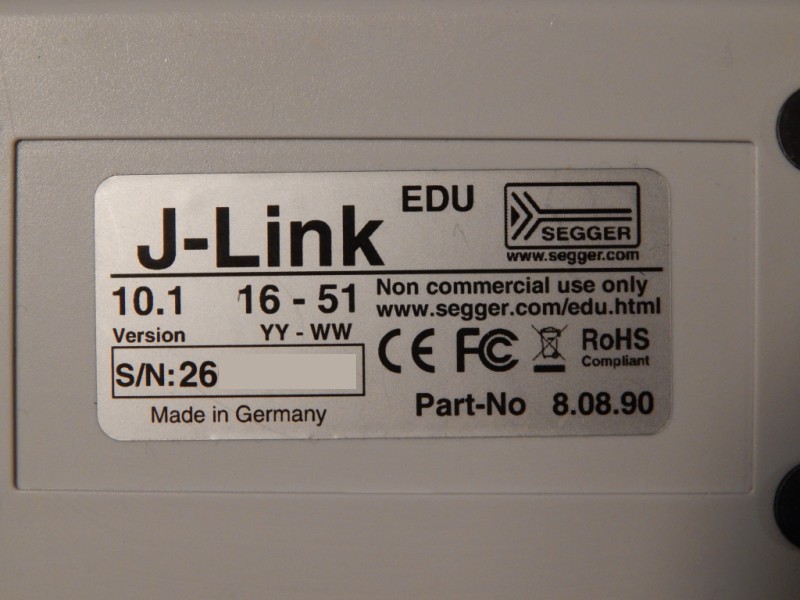 J-Link EDU
SEGGER
www.segger.com
10.1 16 - 51
Version YY - WW
Non commercial use only
www.segger.com/edu.html
S/N: 26
CE FC RoHS
Compliant
Made in Germany
Part-No 8.08.90